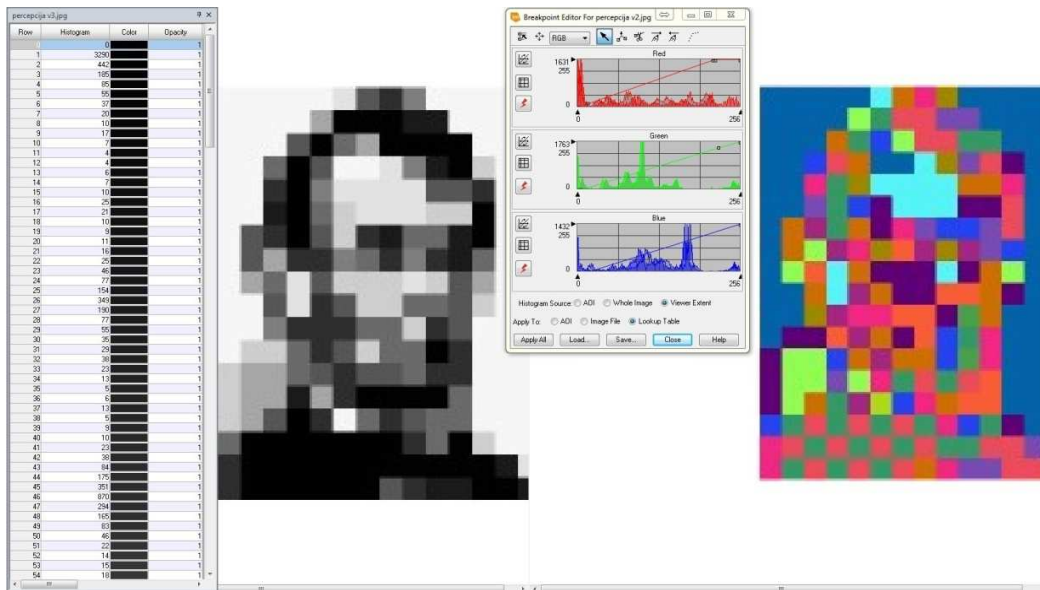 percepcija v3.jpg
Row Histogram Color Opacity
0 0 1
1 3290 1
2 442 1
3 185 1
4 85 1
5 55 1
6 37 1
7 20 1
8 10 1
9 17 1
10 7 1
11 4 1
12 4 1
13 6 1
14 7 1
15 10 1
16 25 1
17 21 1
18 10 1
19 9 1
20 11 1
21 16 1
22 25 1
23 46 1
24 77 1
25 154 1
26 349 1
27 190 1
28 77 1
29 55 1
30 35 1
31 29 1
32 38 1
33 23 1
34 13 1
35 5 1
36 6 1
37 13 1
38 5 1
39 9 1
40 10 1
41 23 1
42 38 1
43 84 1
44 175 1
45 351 1
46 870 1
47 294 1
48 165 1
49 83 1
50 46 1
51 22 1
52 14 1
53 15 1
54 18 1
Breakpoint Editor For percepcija v2.jpg
RGB
Red
1631
255
0
0 256
Green
1763
255
0
0 256
Blue
1432
255
0
0 256
Histogram Source: AOI Whole Image Viewer Extent
Apply To: AOI Image File Lookup Table
Apply All Load... Save... Close Help